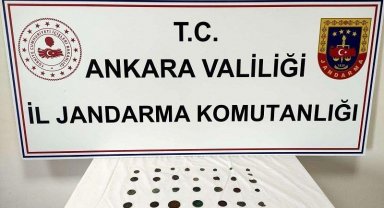 T.C.
ANKARA VALİLİĞİ
İL JANDARMA KOMUTANLIĞI
JANDARMA